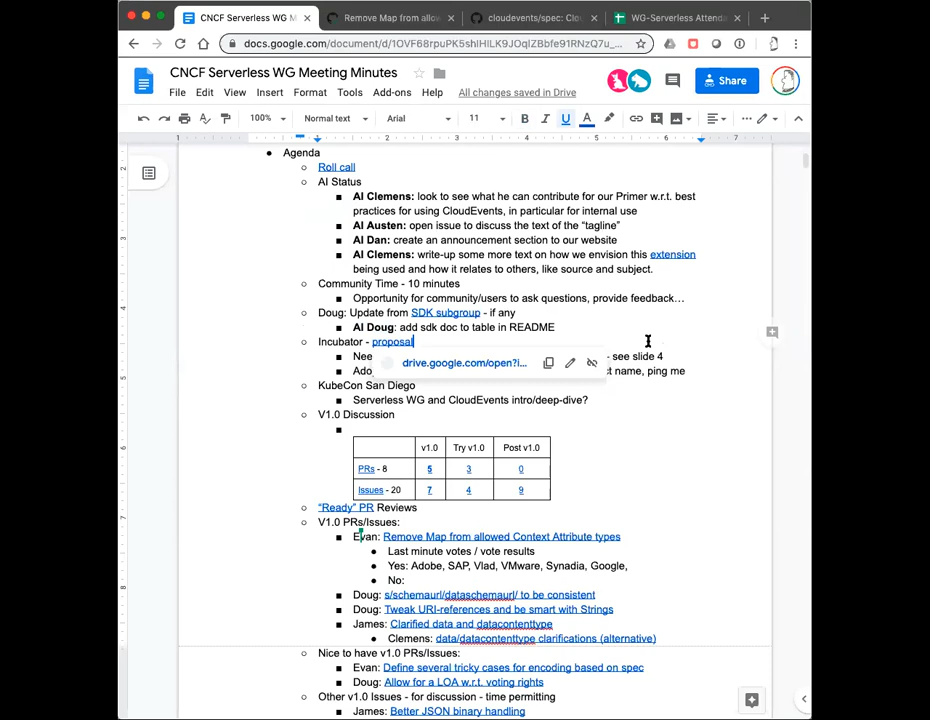 CNCF Serverless WG M
Remove Map from allow
cloudevents/spec: Clo
WG-Serverless Attenda
docs.google.com/document/d/1OVF68rpuPK5shIHILK9JOqlZBbfe91RNzQ7u_...
CNCF Serverless WG Meeting Minutes
File Edit View Insert Format Tools Add-ons Help All changes saved in Drive
Share
100% Normal text Arial 11 B I U A
1 1 2 3 4 5 6 7
Agenda
Roll call
AI Status
AI Clemens: look to see what he can contribute for our Primer w.r.t. best
practices for using CloudEvents, in particular for internal use
AI Austen: open issue to discuss the text of the “tagline”
AI Dan: create an announcement section to our website
AI Clemens: write-up some more text on how we envision this extension
being used and how it relates to others, like source and subject.
Community Time - 10 minutes
Opportunity for community/users to ask questions, provide feedback…
Doug: Update from SDK subgroup - if any
AI Doug: add sdk doc to table in README
Incubator - proposal
Nee - see slide 4
drive.google.com/open?i...
Ado t name, ping me
KubeCon San Diego
Serverless WG and CloudEvents intro/deep-dive?
V1.0 Discussion
v1.0 Try v1.0 Post v1.0
PRs - 8 5 3 0
Issues - 20 7 4 9
“Ready” PR Reviews
V1.0 PRs/Issues:
Evan: Remove Map from allowed Context Attribute types
Last minute votes / vote results
Yes: Adobe, SAP, Vlad, VMware, Synadia, Google,
No:
Doug: s/schemaurl/dataschemaurl/ to be consistent
Doug: Tweak URI-references and be smart with Strings
James: Clarified data and datacontenttype
Clemens: data/datacontenttype clarifications (alternative)
Nice to have v1.0 PRs/Issues:
Evan: Define several tricky cases for encoding based on spec
Doug: Allow for a LOA w.r.t. voting rights
Other v1.0 Issues - for discussion - time permitting
James: Better JSON binary handling